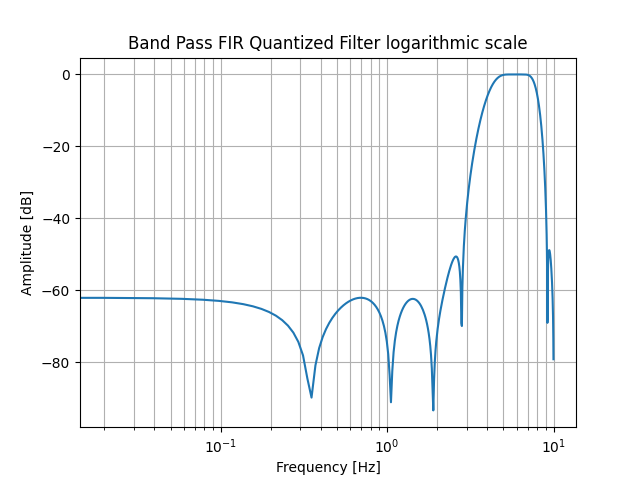 Band Pass FIR Quantized Filter logarithmic scale
Amplitude [dB]
0
−20
−40
−60
−80
10⁻¹
10⁰
10¹
Frequency [Hz]